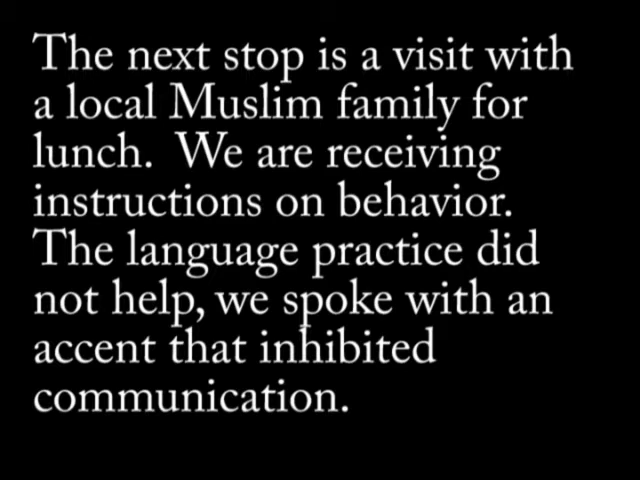 The next stop is a visit with
a local Muslim family for
lunch.  We are receiving
instructions on behavior.
The language practice did
not help, we spoke with an
accent that inhibited
communication.